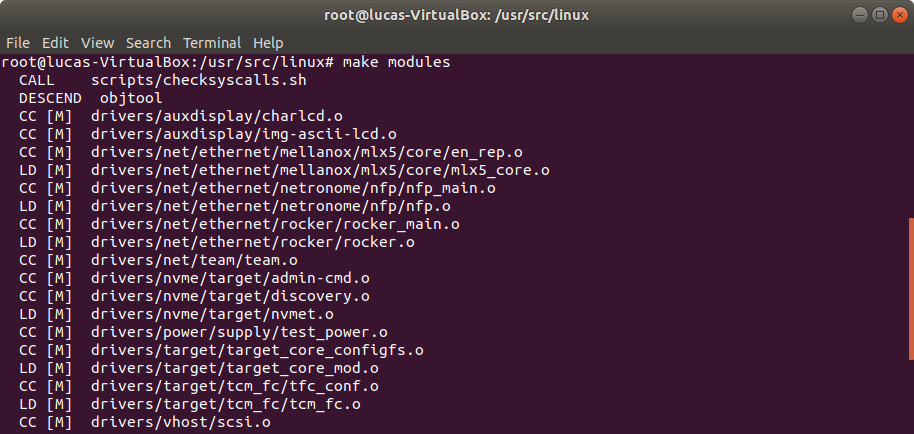 root@lucas-VirtualBox: /usr/src/linux
File Edit View Search Terminal Help
root@lucas-VirtualBox:/usr/src/linux# make modules
  CALL    scripts/checksyscalls.sh
  DESCEND  objtool
  CC [M]  drivers/auxdisplay/charlcd.o
  CC [M]  drivers/auxdisplay/img-ascii-lcd.o
  CC [M]  drivers/net/ethernet/mellanox/mlx5/core/en_rep.o
  LD [M]  drivers/net/ethernet/mellanox/mlx5/core/mlx5_core.o
  CC [M]  drivers/net/ethernet/netronome/nfp/nfp_main.o
  LD [M]  drivers/net/ethernet/netronome/nfp/nfp.o
  CC [M]  drivers/net/ethernet/rocker/rocker_main.o
  LD [M]  drivers/net/ethernet/rocker/rocker.o
  CC [M]  drivers/net/team/team.o
  CC [M]  drivers/nvme/target/admin-cmd.o
  CC [M]  drivers/nvme/target/discovery.o
  LD [M]  drivers/nvme/target/nvmet.o
  CC [M]  drivers/power/supply/test_power.o
  CC [M]  drivers/target/target_core_configfs.o
  LD [M]  drivers/target/target_core_mod.o
  CC [M]  drivers/target/tcm_fc/tfc_conf.o
  LD [M]  drivers/target/tcm_fc/tcm_fc.o
  CC [M]  drivers/vhost/scsi.o